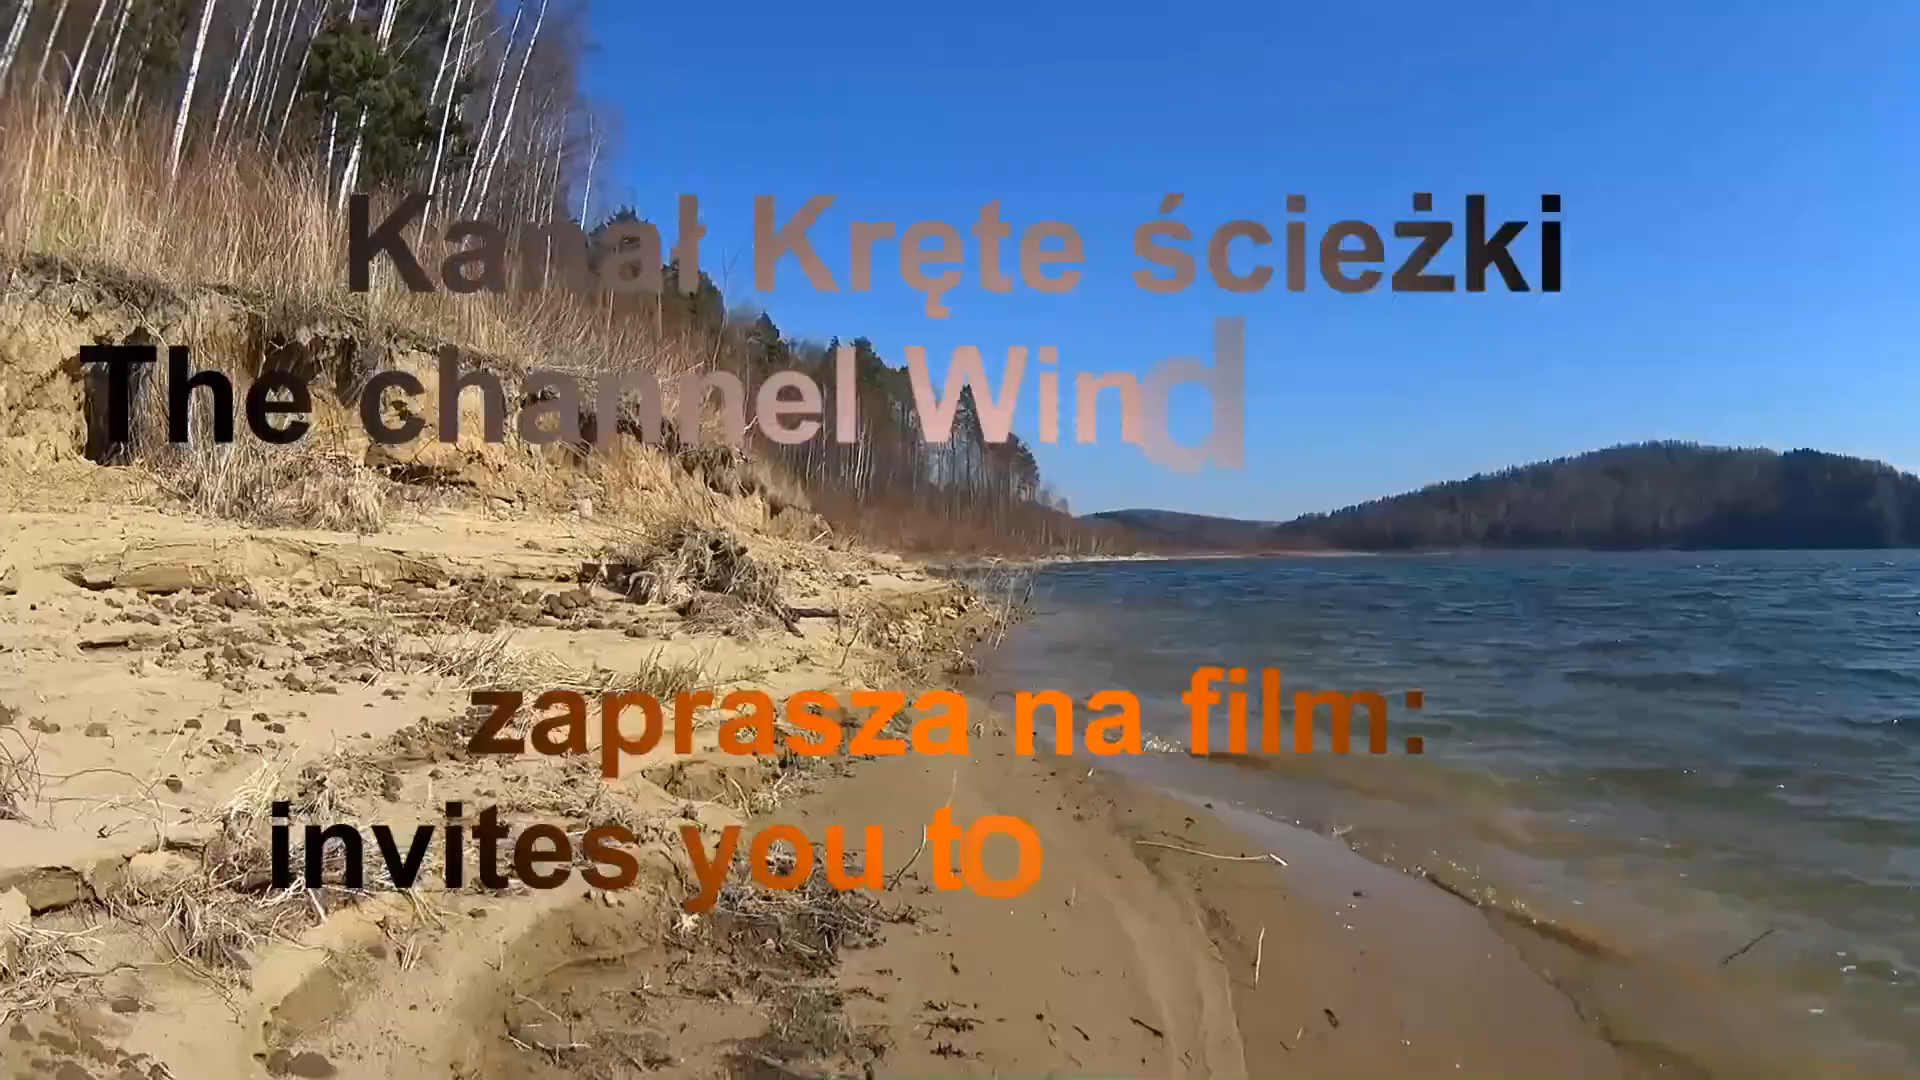 Kanał Kręte ścieżki
The channel Wind
zaprasza na film:
invites you to